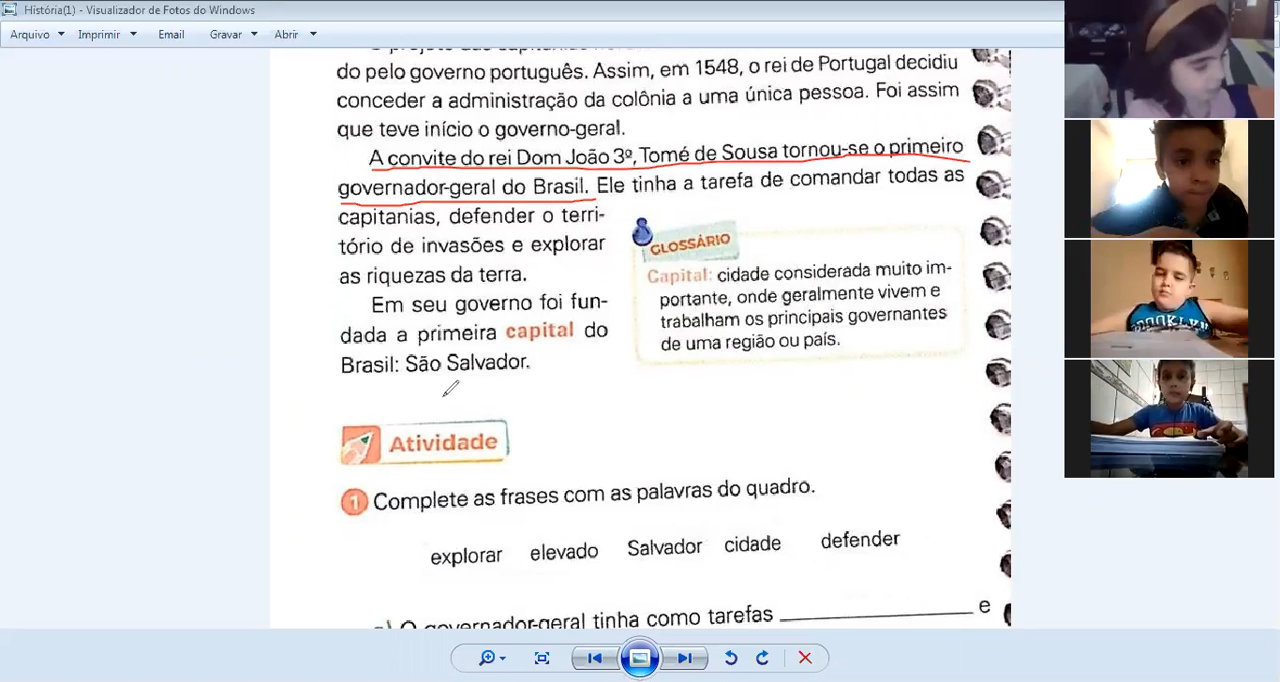 História(1) - Visualizador de Fotos do Windows
Arquivo Imprimir Email Gravar Abrir
do pelo governo português. Assim, em 1548, o rei de Portugal decidiu
conceder a administração da colônia a uma única pessoa. Foi assim
que teve início o governo-geral.
A convite do rei Dom João 3º, Tomé de Sousa tornou-se o primeiro
governador-geral do Brasil. Ele tinha a tarefa de comandar todas as
capitanias, defender o terri-
tório de invasões e explorar
as riquezas da terra.
Em seu governo foi fun-
dada a primeira capital do
Brasil: São Salvador.
GLOSSÁRIO
Capital: cidade considerada muito im-
portante, onde geralmente vivem e
trabalham os principais governantes
de uma região ou país.
Atividade
1 Complete as frases com as palavras do quadro.
explorar elevado Salvador cidade defender
O governador-geral tinha como tarefas e
BROOKLYN